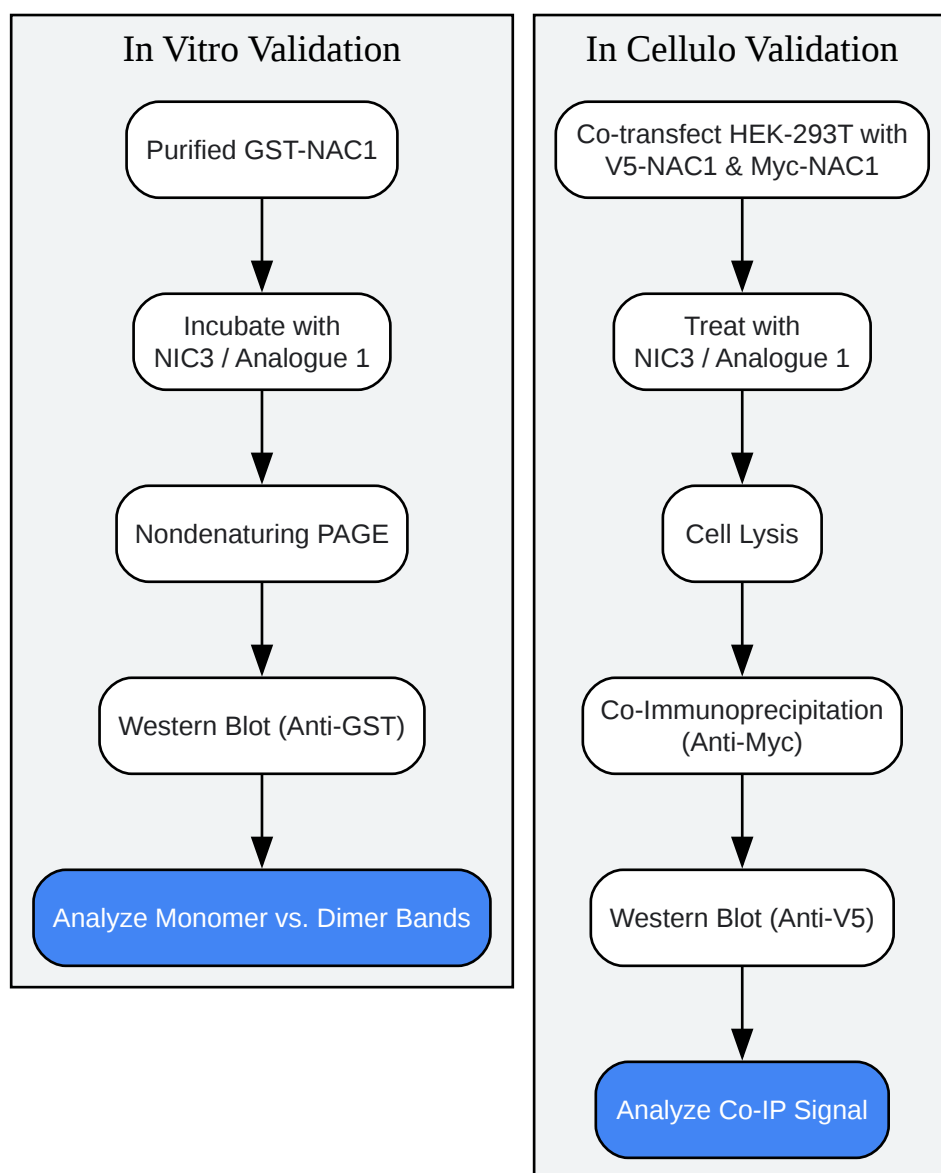 In Vitro Validation
Purified GST-NAC1
Incubate with
NIC3 / Analogue 1
Nondenaturing PAGE
Western Blot (Anti-GST)
Analyze Monomer vs. Dimer Bands
In Cellulo Validation
Co-transfect HEK-293T with
V5-NAC1 & Myc-NAC1
Treat with
NIC3 / Analogue 1
Cell Lysis
Co-Immunoprecipitation
(Anti-Myc)
Western Blot (Anti-V5)
Analyze Co-IP Signal